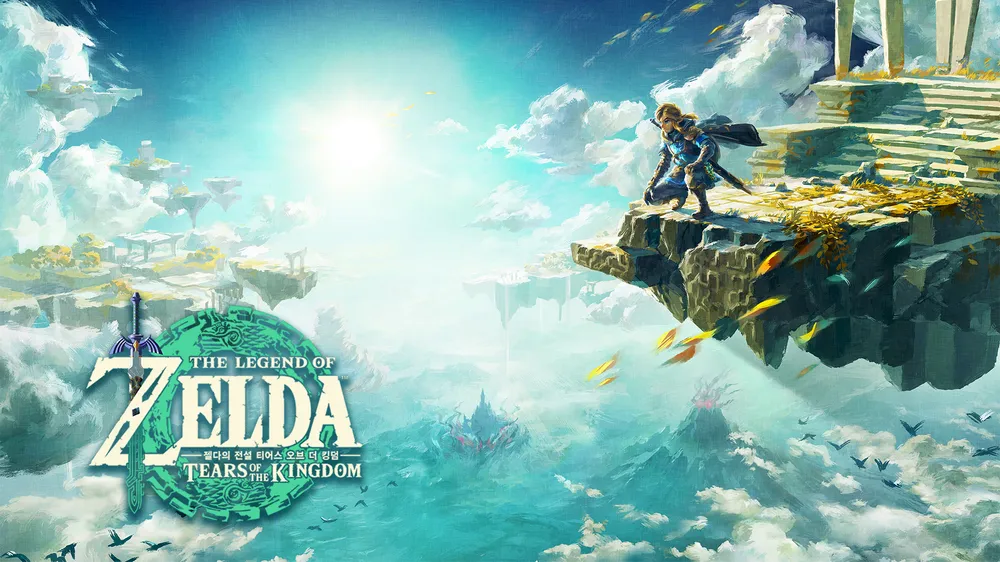 THE LEGEND OF
ZELDA
젤다의 전설 티어스 오브 더 킹덤
TEARS OF THE KINGDOM